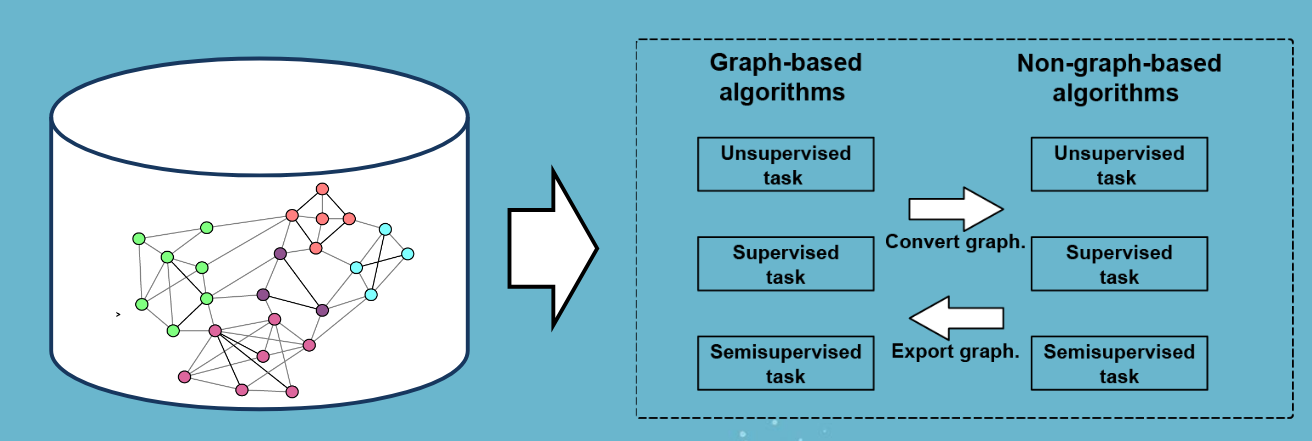 Graph-based
algorithms
Non-graph-based
algorithms
Unsupervised
task
Unsupervised
task
Convert graph.
Supervised
task
Supervised
task
Export graph.
Semisupervised
task
Semisupervised
task
>